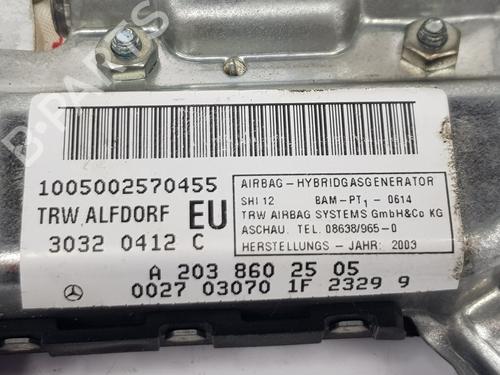 B-PARTS
1005002570455
TRW ALFDORF EU
3032 0412 C
AIRBAG-HYBRIDGASGENERATOR
SHI 12 BAM-PT1-0614
TRW AIRBAG SYSTEMS GmbH&Co KG
ASCHAU. TEL. 08638/965-0
HERSTELLUNGS - JAHR: 2003
A 203 860 25 05
0027 03070 1F 2329 9